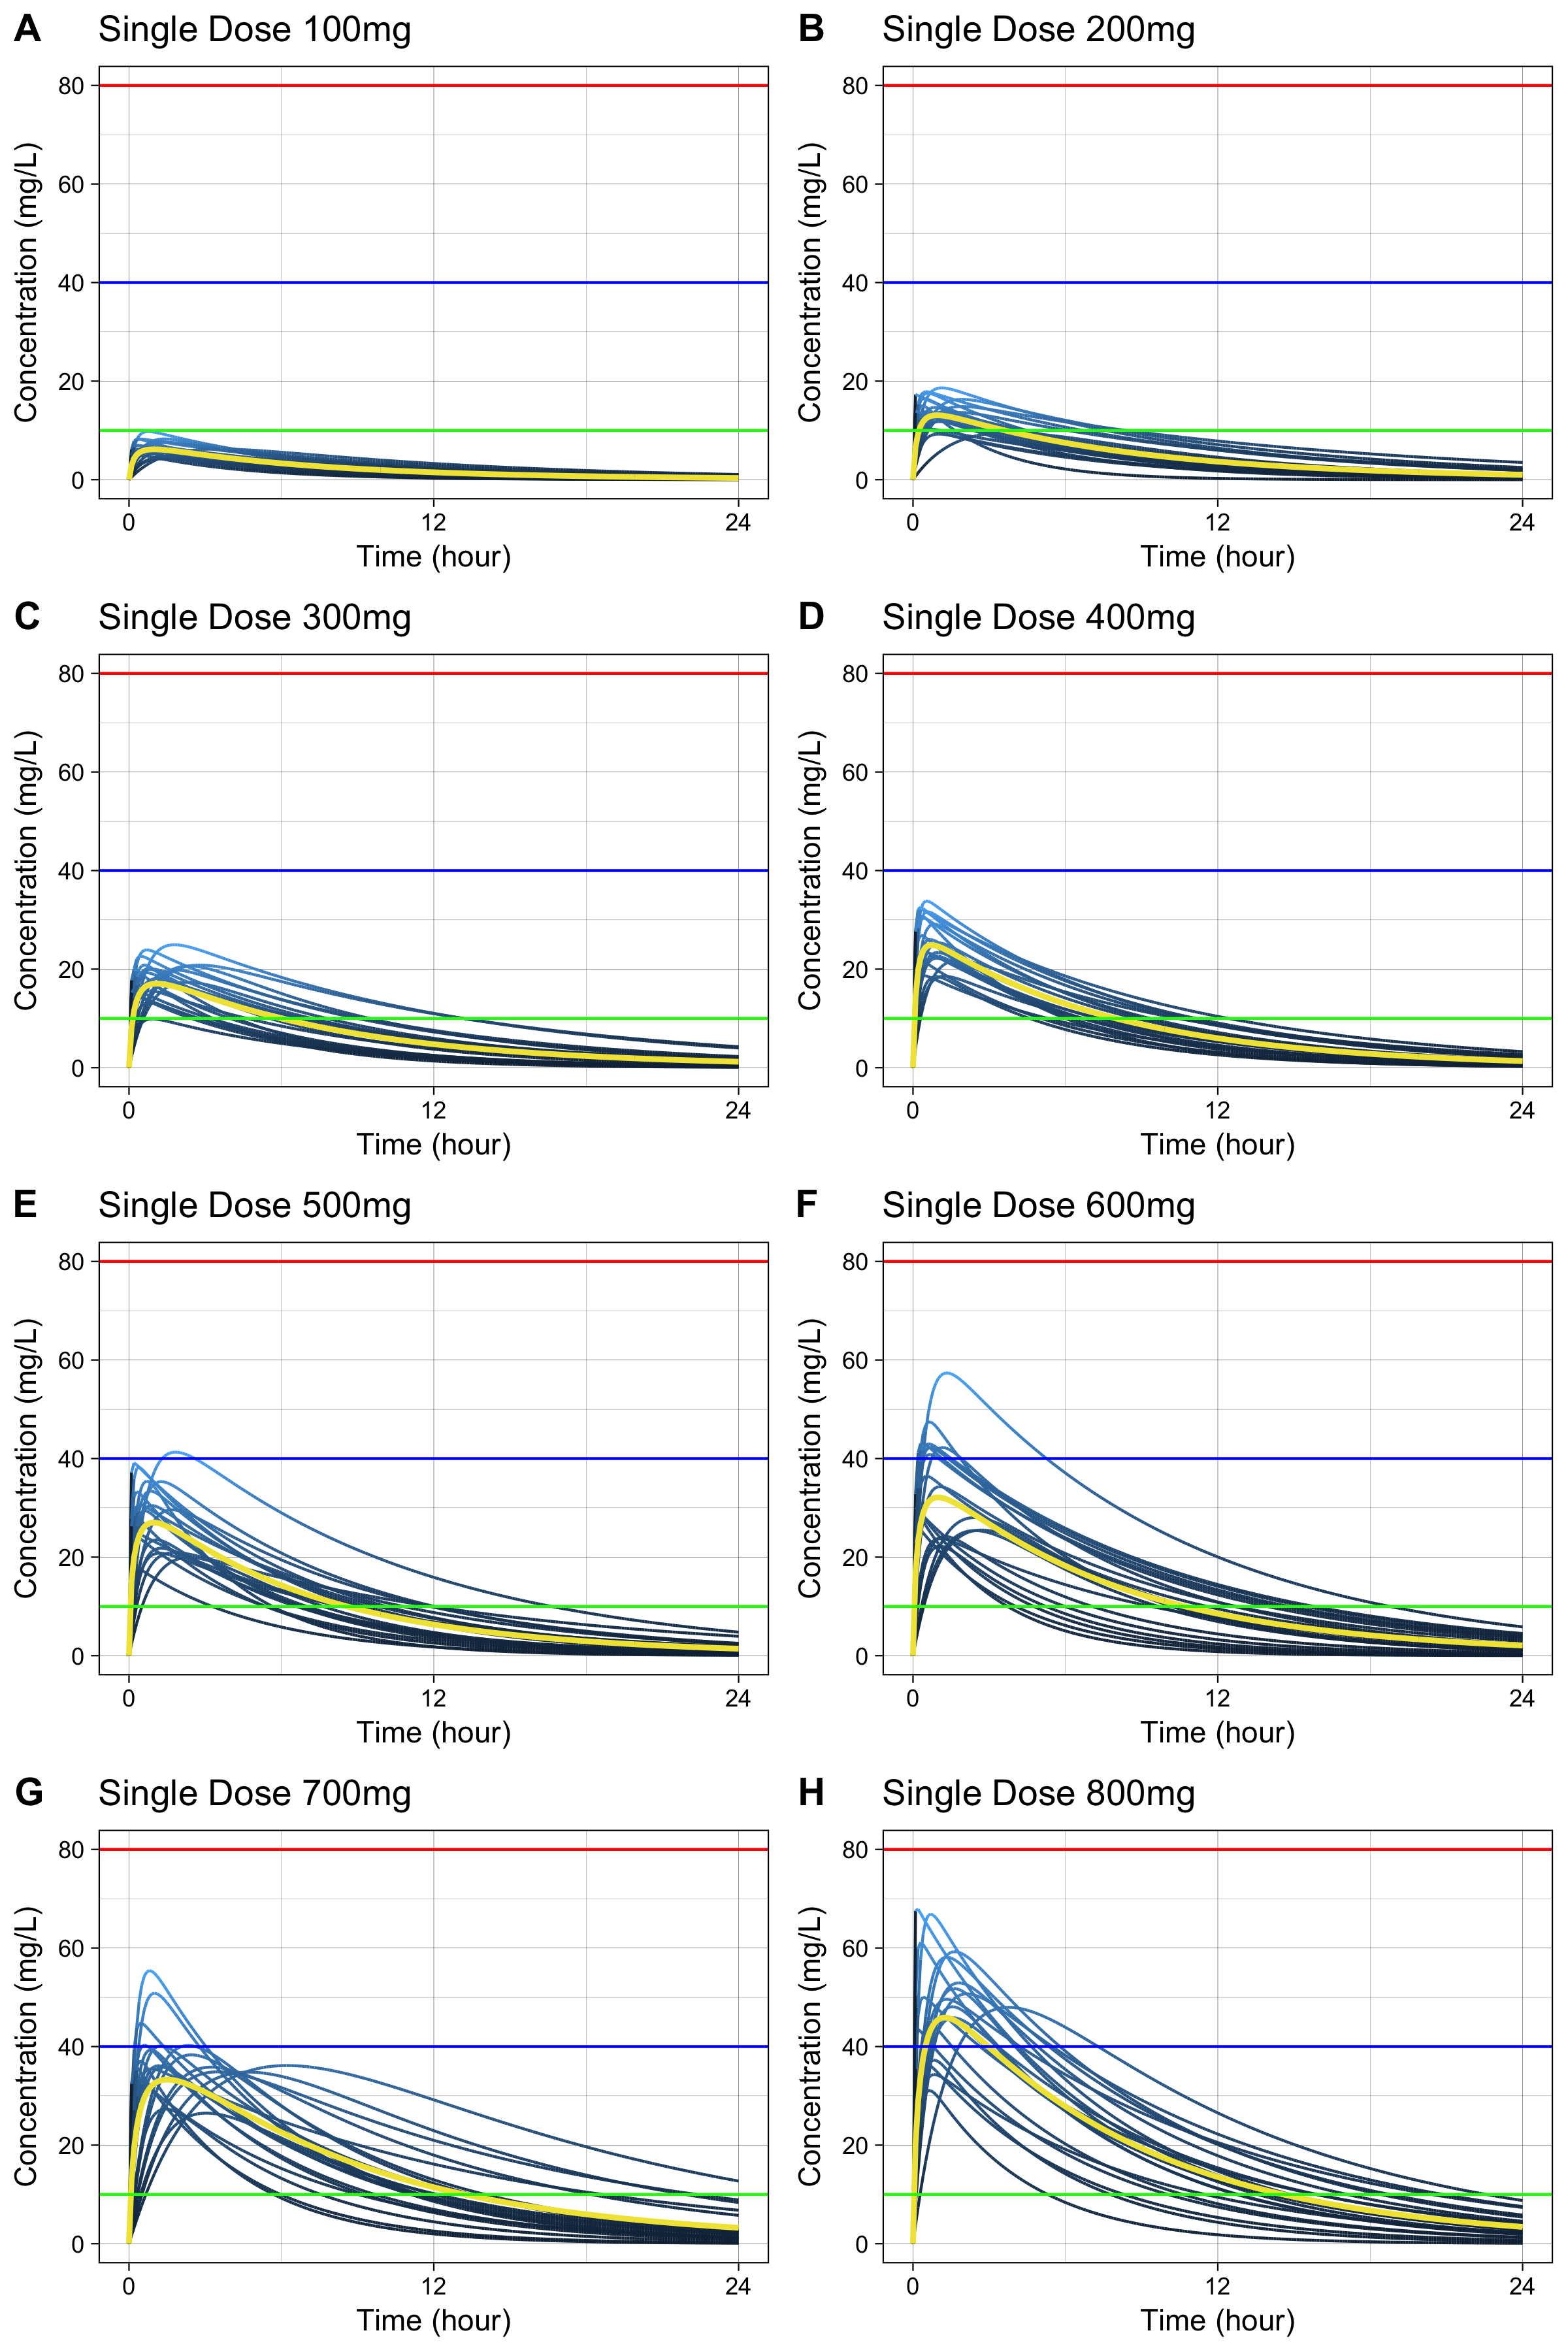 A Single Dose 100mg
80
60
40
20
0
Concentration (mg/L)
0 12 24
Time (hour)
B Single Dose 200mg
80
60
40
20
0
Concentration (mg/L)
0 12 24
Time (hour)
C Single Dose 300mg
80
60
40
20
0
Concentration (mg/L)
0 12 24
Time (hour)
D Single Dose 400mg
80
60
40
20
0
Concentration (mg/L)
0 12 24
Time (hour)
E Single Dose 500mg
80
60
40
20
0
Concentration (mg/L)
0 12 24
Time (hour)
F Single Dose 600mg
80
60
40
20
0
Concentration (mg/L)
0 12 24
Time (hour)
G Single Dose 700mg
80
60
40
20
0
Concentration (mg/L)
0 12 24
Time (hour)
H Single Dose 800mg
80
60
40
20
0
Concentration (mg/L)
0 12 24
Time (hour)